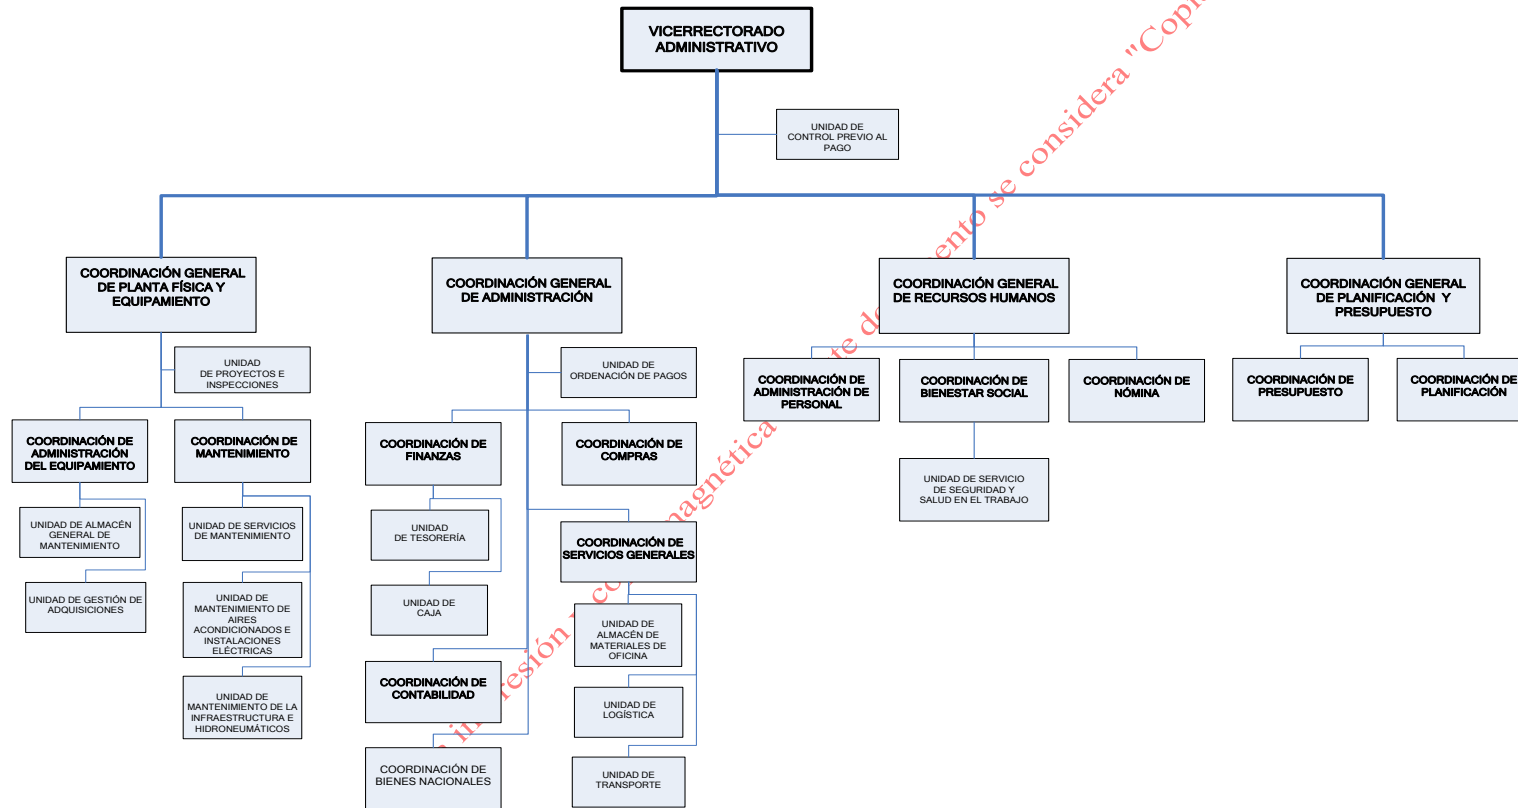 VICERRECTORADO
ADMINISTRATIVO
UNIDAD DE
CONTROL PREVIO AL
PAGO
COORDINACIÓN GENERAL
DE PLANTA FÍSICA Y
EQUIPAMIENTO
COORDINACIÓN GENERAL
DE ADMINISTRACIÓN
COORDINACIÓN GENERAL
DE RECURSOS HUMANOS
COORDINACIÓN GENERAL
DE PLANIFICACIÓN Y
PRESUPUESTO
UNIDAD
DE PROYECTOS E
INSPECCIONES
UNIDAD DE
ORDENACIÓN DE PAGOS
COORDINACIÓN DE
ADMINISTRACIÓN DE
PERSONAL
COORDINACIÓN DE
BIENESTAR SOCIAL
COORDINACIÓN DE
NÓMINA
COORDINACIÓN DE
PRESUPUESTO
COORDINACIÓN DE
PLANIFICACIÓN
COORDINACIÓN DE
ADMINISTRACIÓN
DEL EQUIPAMIENTO
COORDINACIÓN DE
MANTENIMIENTO
COORDINACIÓN DE
FINANZAS
COORDINACIÓN DE
COMPRAS
UNIDAD DE SERVICIO
DE SEGURIDAD Y
SALUD EN EL TRABAJO
UNIDAD DE ALMACÉN
GENERAL DE
MANTENIMIENTO
UNIDAD DE SERVICIOS
DE MANTENIMIENTO
UNIDAD
DE TESORERÍA
COORDINACIÓN DE
SERVICIOS GENERALES
UNIDAD DE GESTIÓN DE
ADQUISICIONES
UNIDAD DE
MANTENIMIENTO DE
AIRES
ACONDICIONADOS E
INSTALACIONES
ELÉCTRICAS
UNIDAD DE
CAJA
UNIDAD DE
ALMACÉN DE
MATERIALES DE
OFICINA
UNIDAD DE
MANTENIMIENTO DE LA
INFRAESTRUCTURA E
HIDRONEUMÁTICOS
COORDINACIÓN DE
CONTABILIDAD
UNIDAD DE
LOGÍSTICA
COORDINACIÓN DE
BIENES NACIONALES
UNIDAD DE
TRANSPORTE
magnética de se considera "Cop